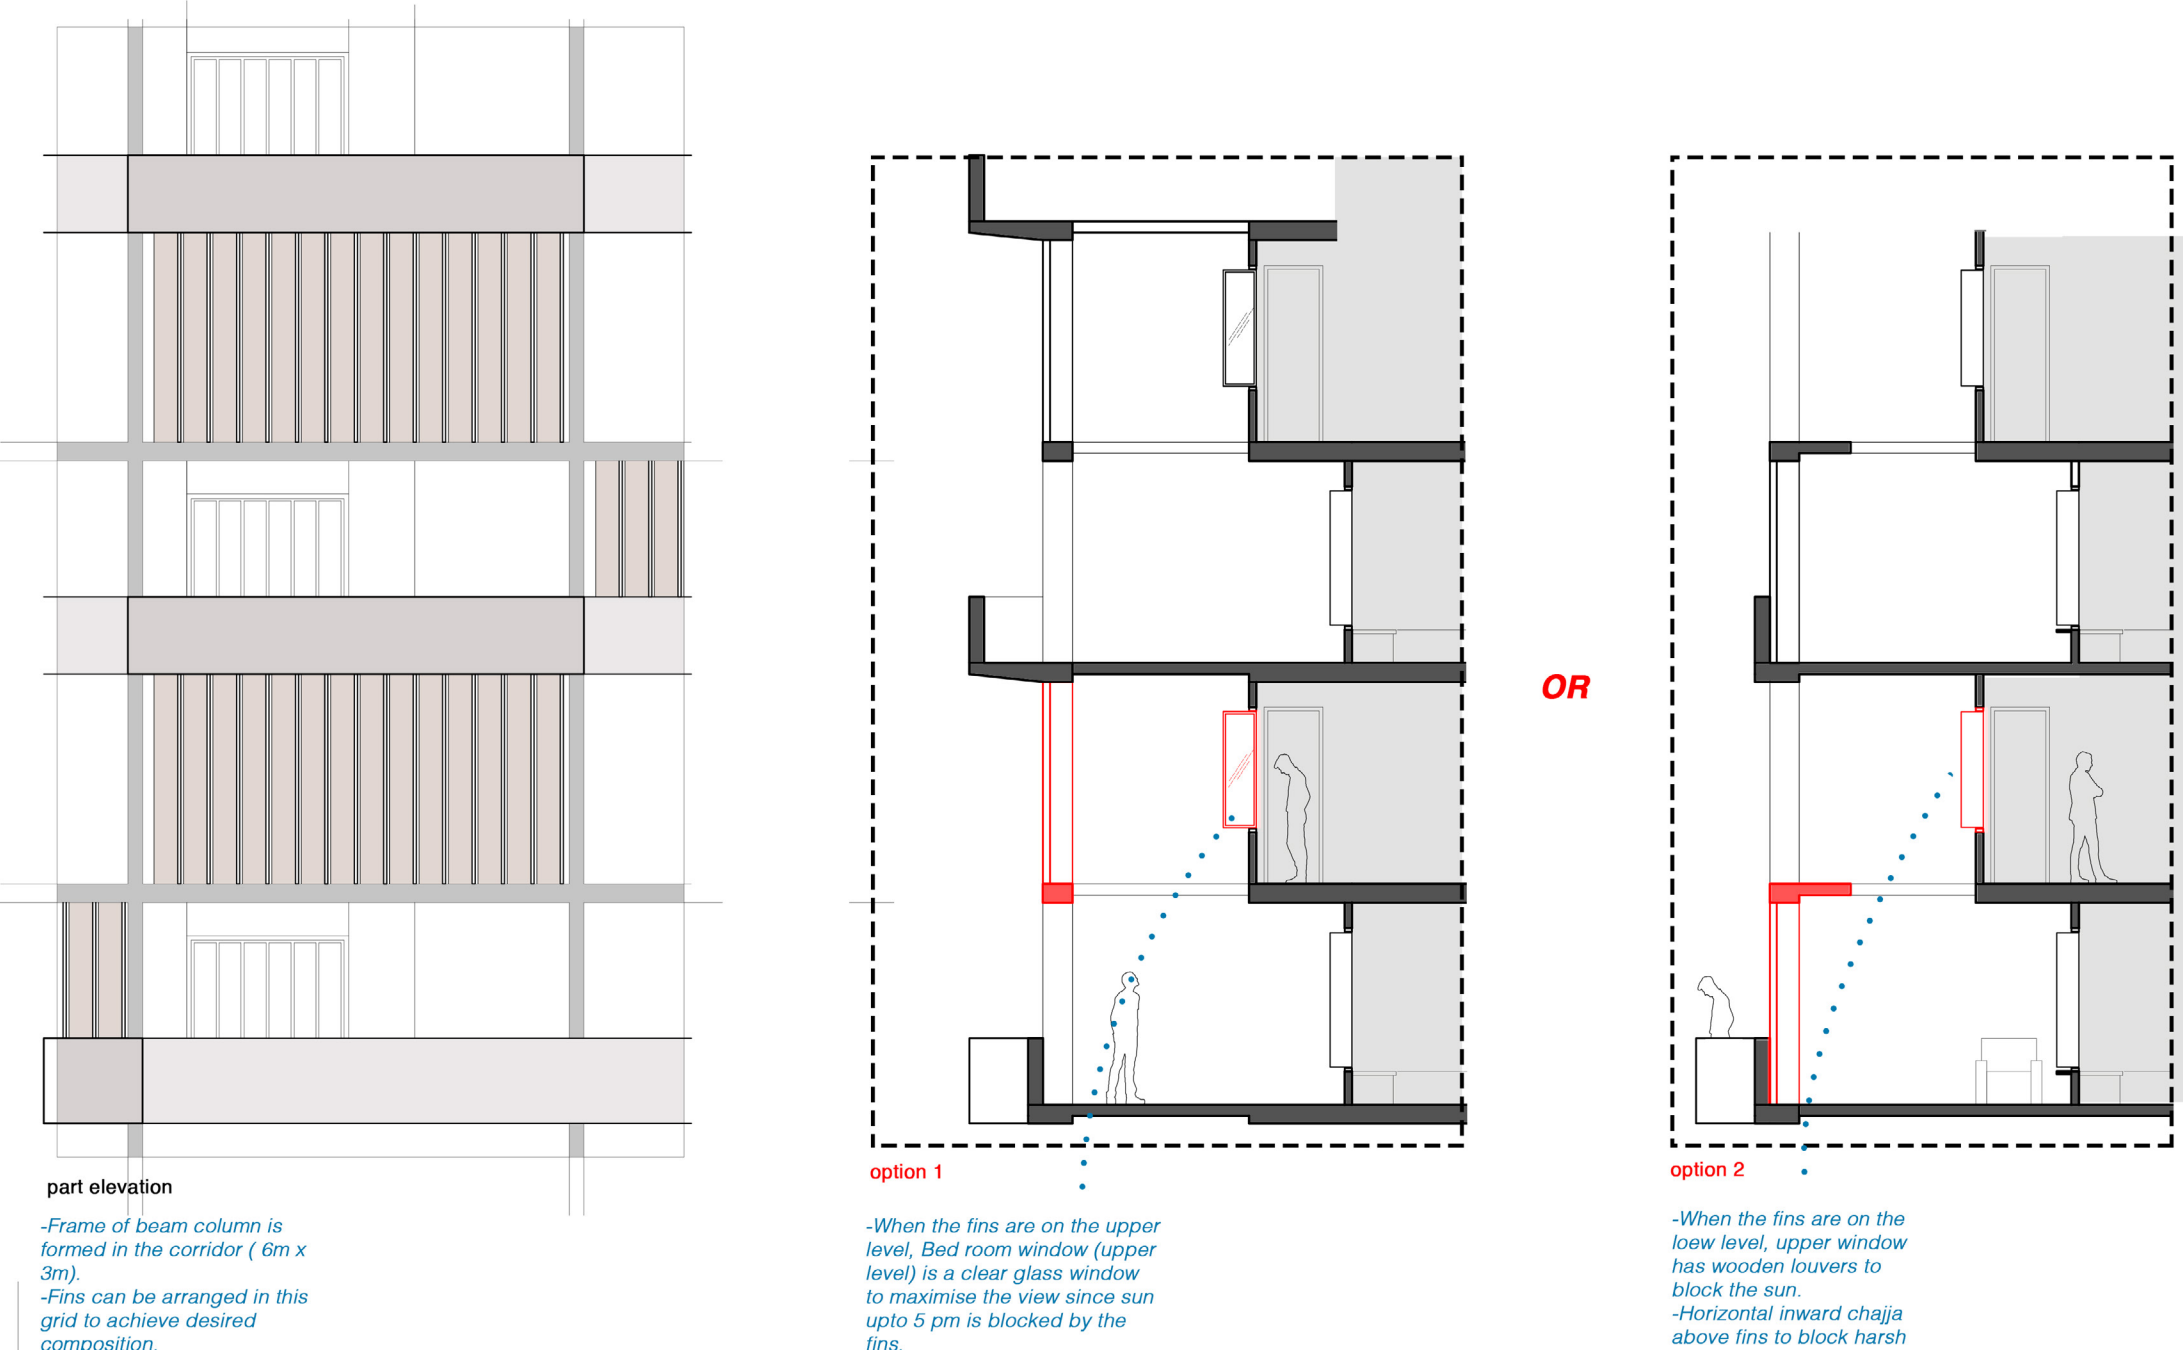 OR
part elevation
-Frame of beam column is
formed in the corridor ( 6m x
3m).
-Fins can be arranged in this
grid to achieve desired
composition.
option 1
-When the fins are on the upper
level, Bed room window (upper
level) is a clear glass window
to maximise the view since sun
upto 5 pm is blocked by the
fins.
option 2
-When the fins are on the
loew level, upper window
has wooden louvers to
block the sun.
-Horizontal inward chajja
above fins to block harsh